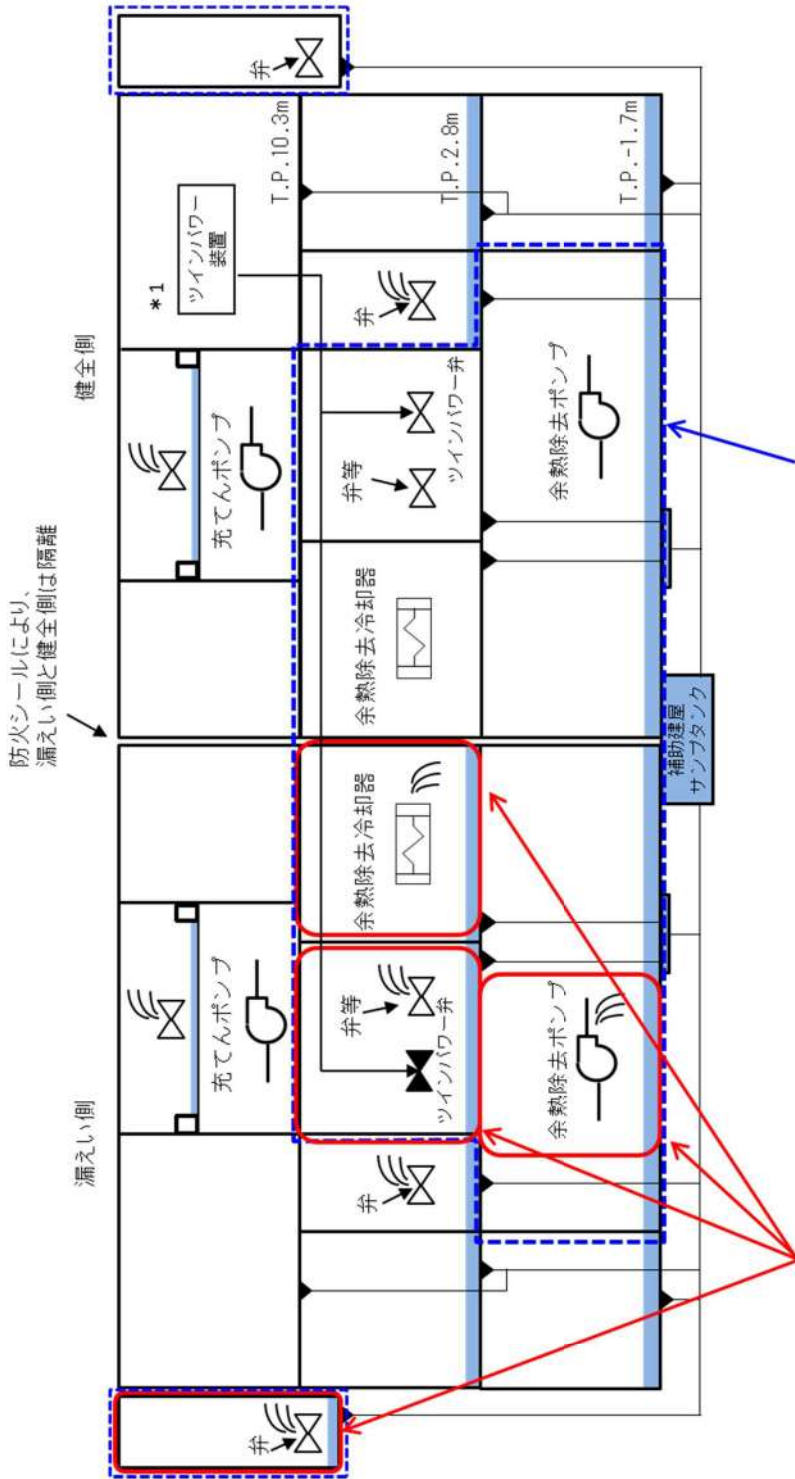 防火シールにより、
漏えい側と健全側は隔離
漏えい側
健全側
*1
ツインパワー
装置
充てんポンプ
充てんポンプ
T.P.10.3m
弁
弁
弁
弁等
ツインパワー弁
余熱除去冷却器
余熱除去冷却器
弁等
ツインパワー弁
弁
T.P.2.8m
余熱除去ポンプ
余熱除去ポンプ
T.P.-1.7m
補助建屋
サンプタンク